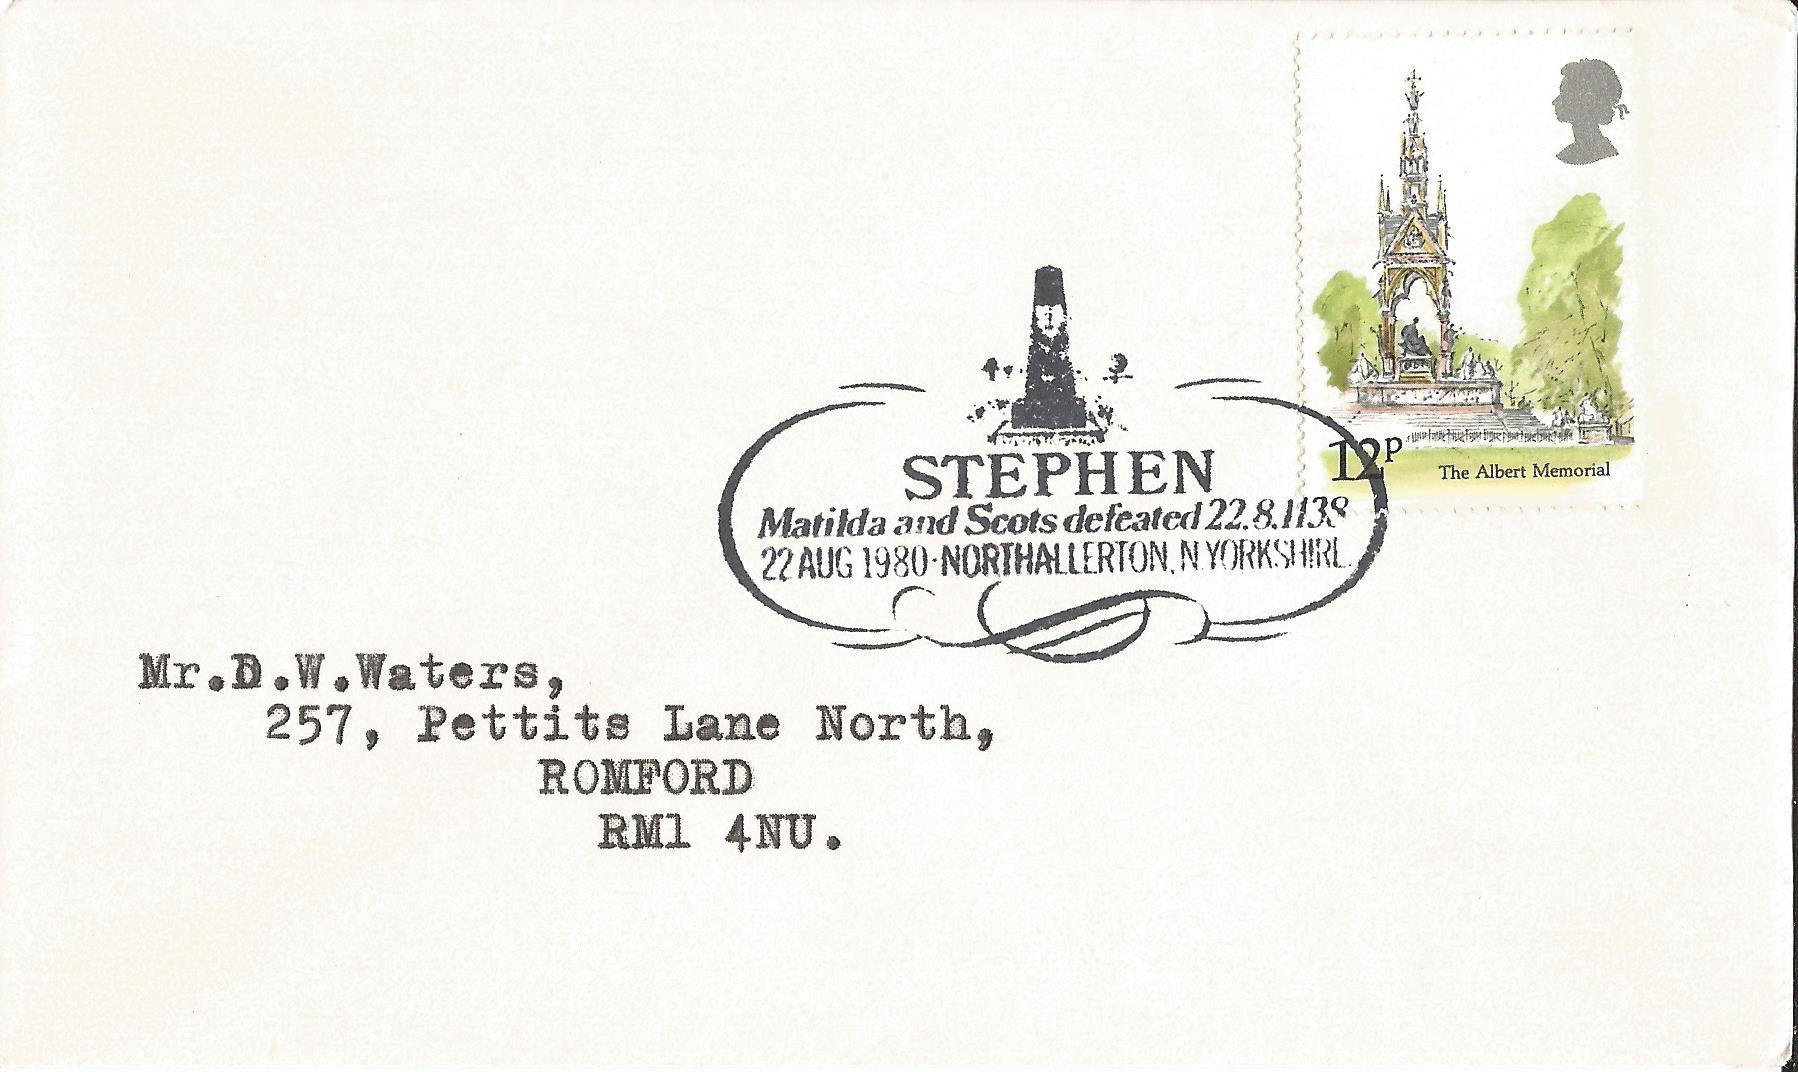 12P
The Albert Memorial
STEPHEN
Matilda and Scots defeated 22.8.1138
22 AUG 1980·NORTHALLERTON, N.YORKSHIRE
Mr.D.W.Waters,
257, Pettits Lane North,
ROMFORD
RM1 4NU.